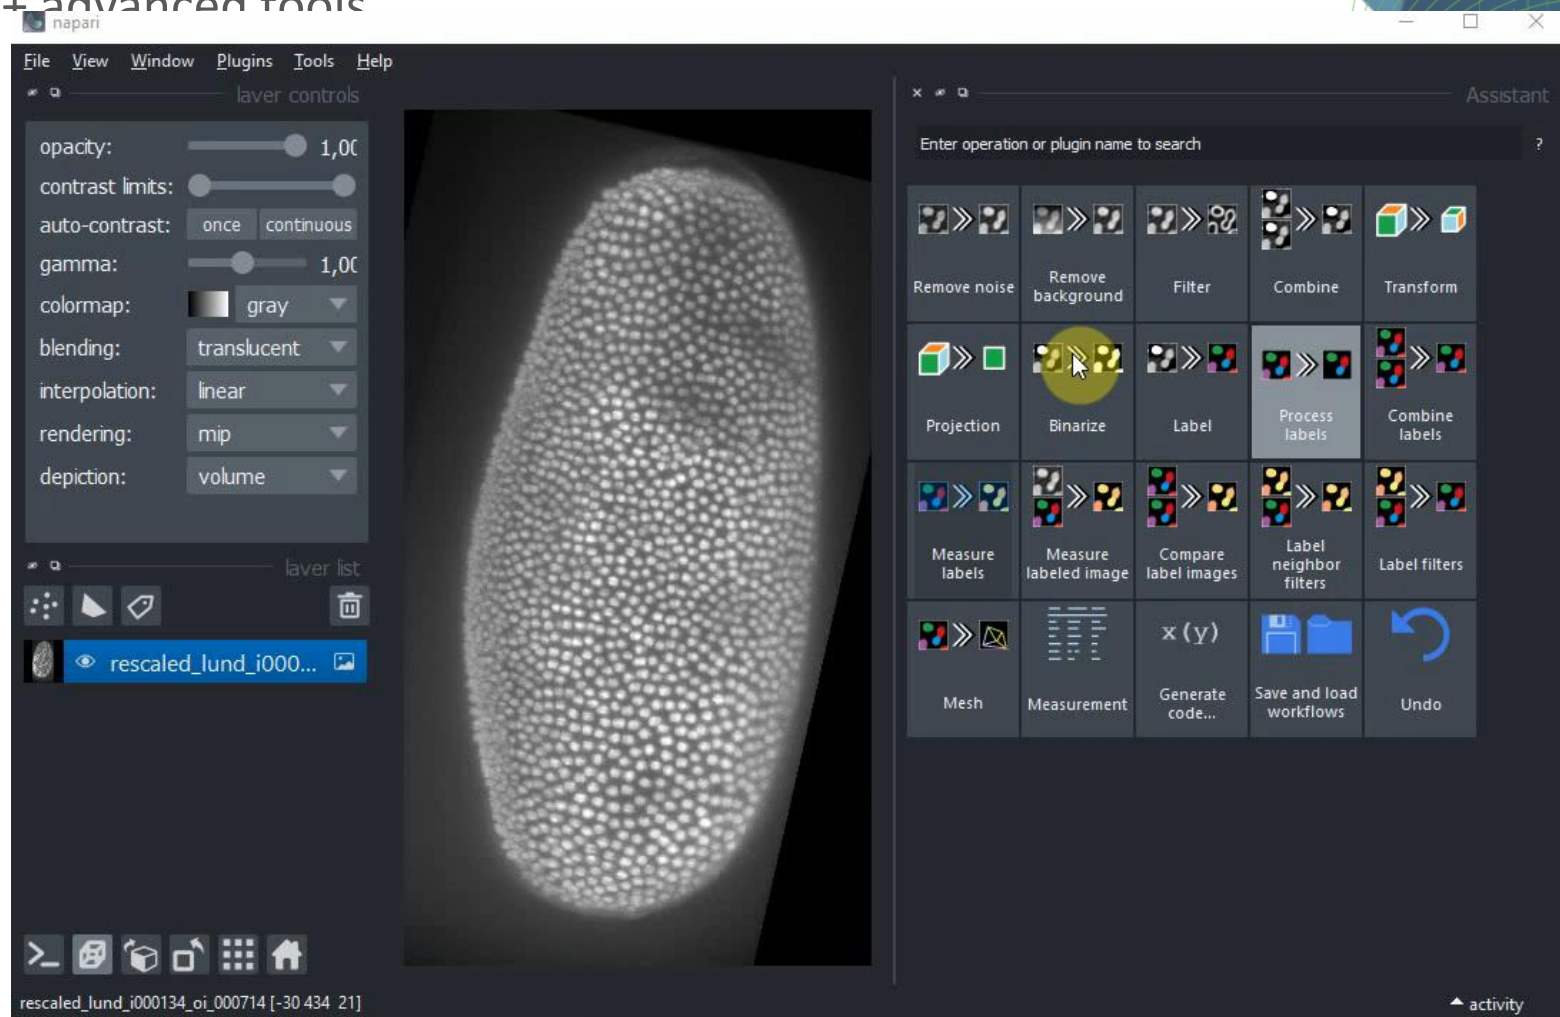 + advanced tools
napari
File View Window Plugins Tools Help
layer controls
Assistant
opacity: 1,00
contrast limits:
auto-contrast: once continuous
gamma: 1,00
colormap: gray
blending: translucent
interpolation: linear
rendering: mip
depiction: volume
layer list
rescaled_lund_i000...
Enter operation or plugin name to search ?
Remove noise
Remove
background
Filter
Combine
Transform
Projection
Binarize
Label
Process
labels
Combine
labels
Measure
labels
Measure
labeled image
Compare
label images
Label
neighbor
filters
Label filters
Mesh
Measurement
x(y)
Generate
code...
Save and load
workflows
Undo
rescaled_lund_i000134_oi_000714 [-30 434 21]
activity